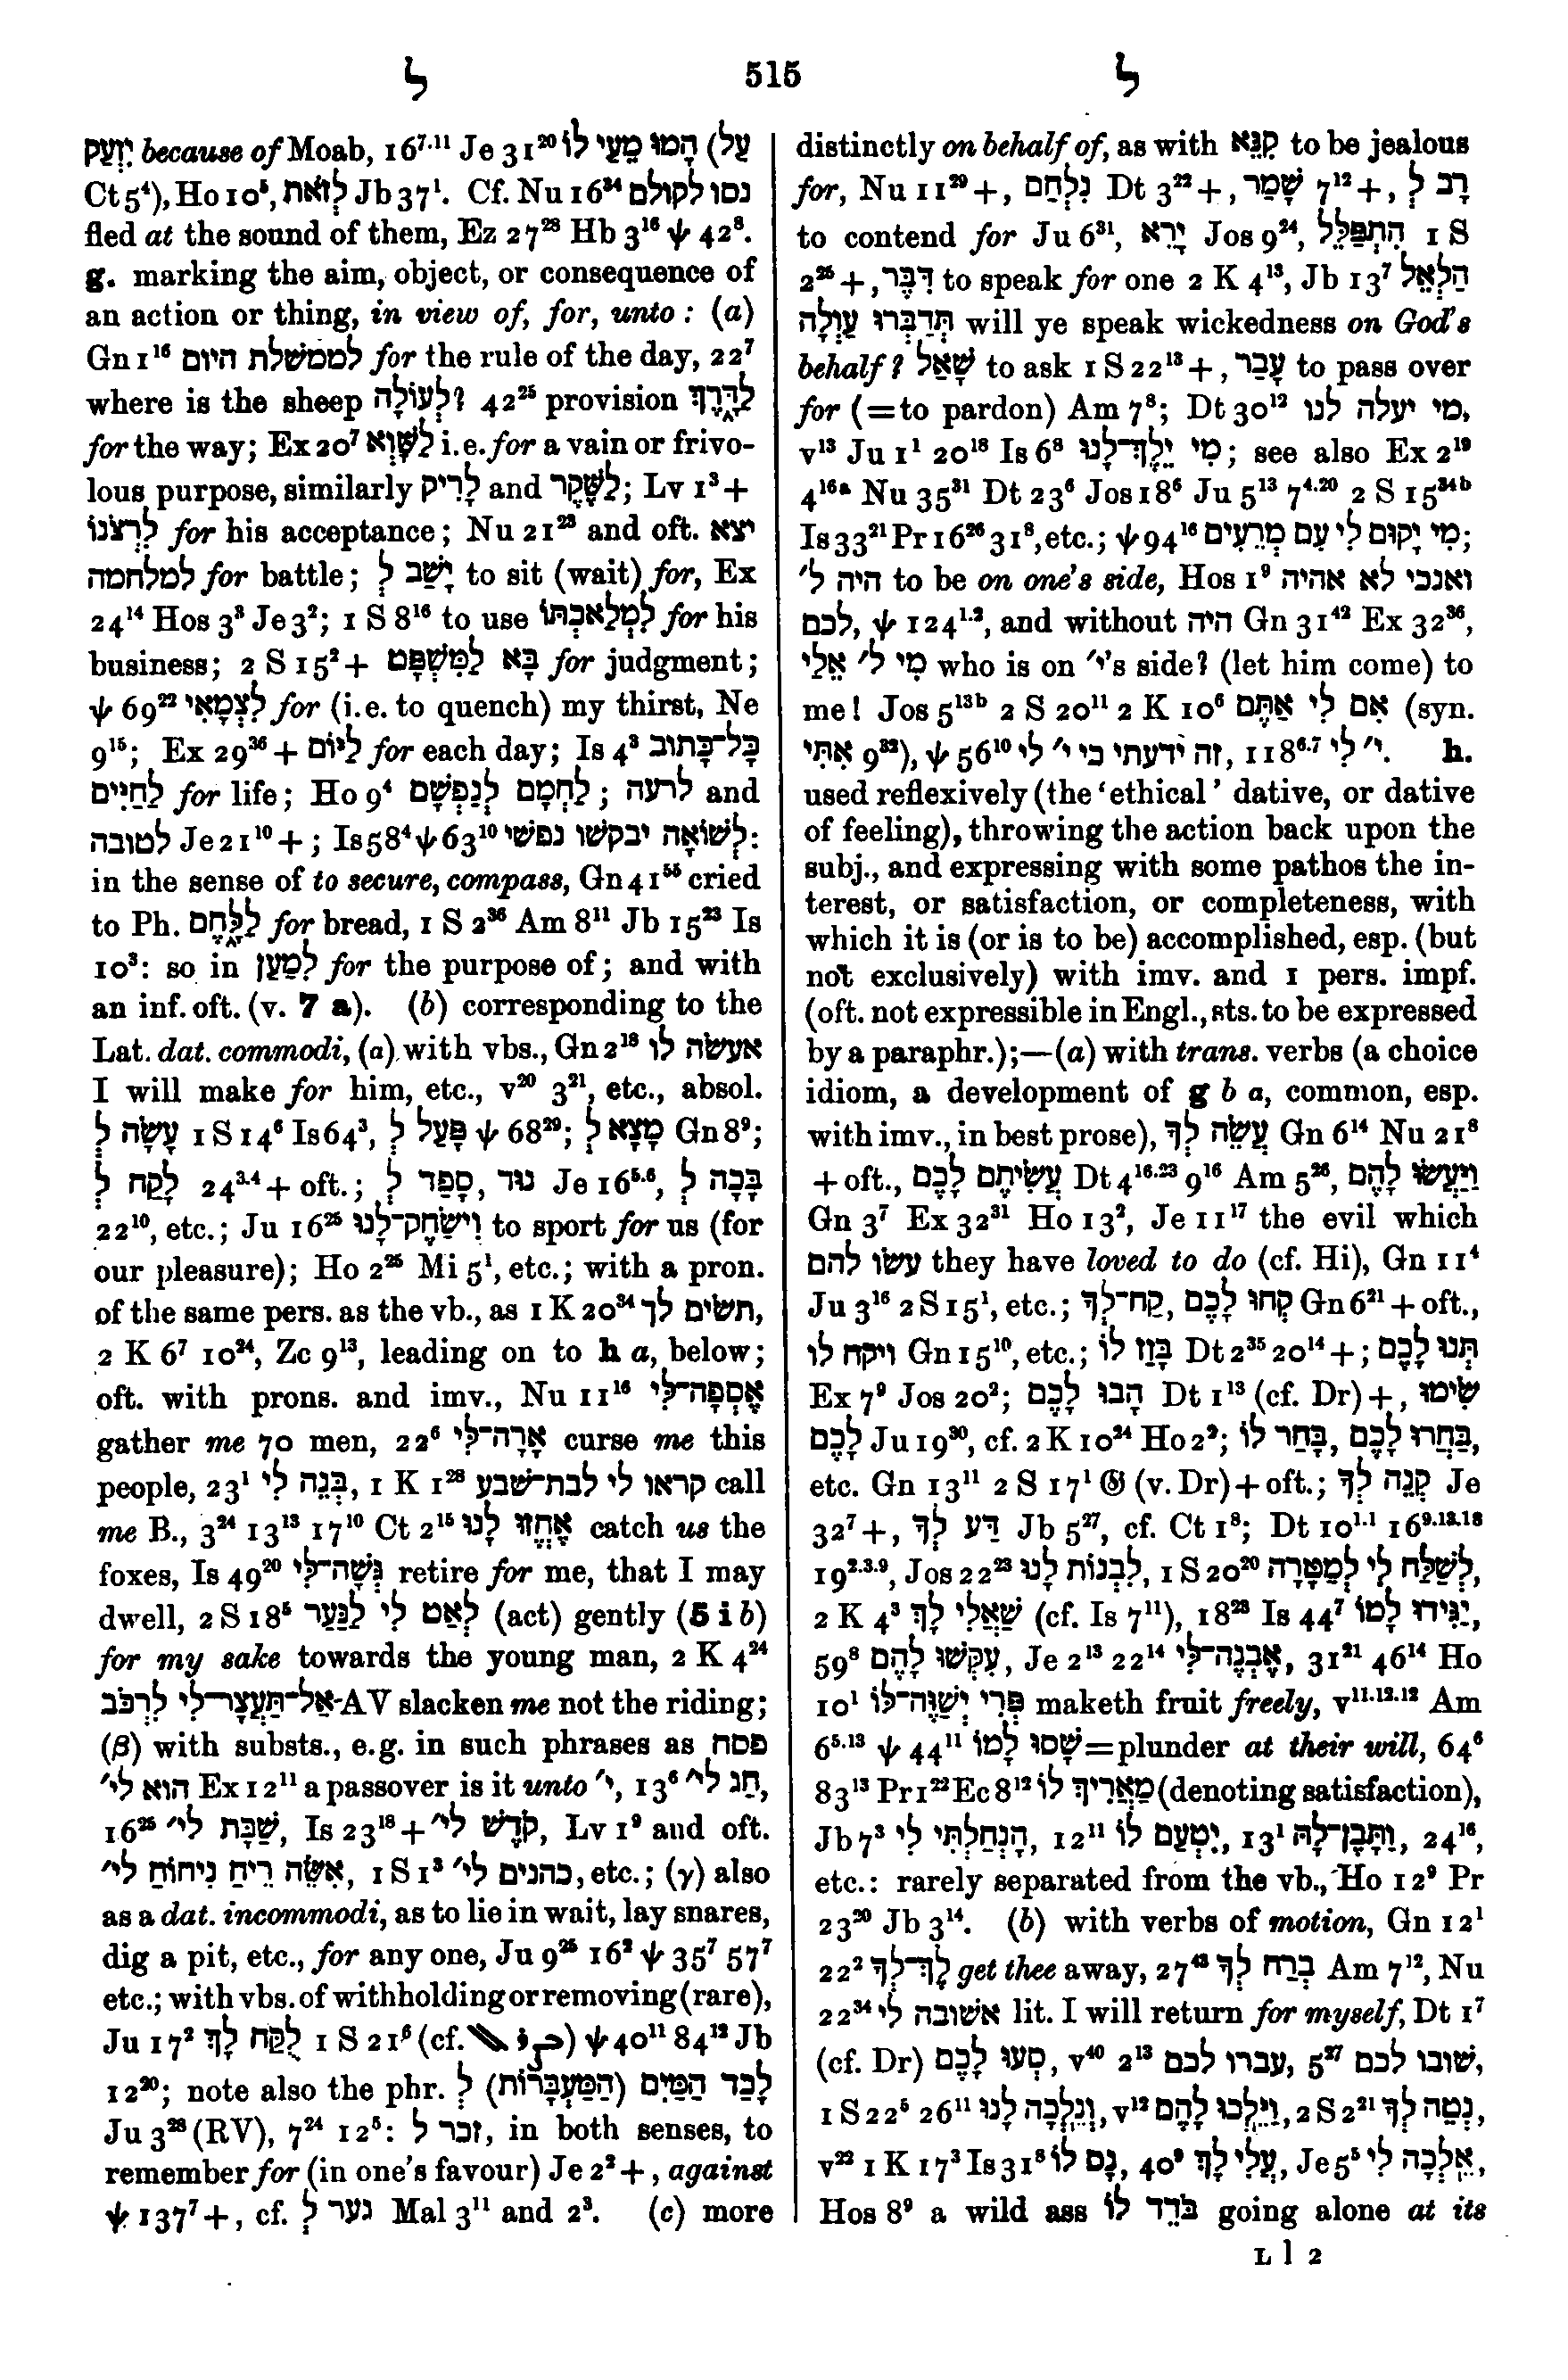 ל 515 ל
יִזְעַק because of Moab, 16⁷·¹¹ Je 31²⁰ הָמוּ מֵעַי לוֹ (עַל
Ct 5⁴), Ho 10⁵, לְזֹאת Jb 37¹. Cf. Nu 16³⁴ נסו לקולם
fled at the sound of them, Ez 27²⁸ Hb 3¹⁶ ψ 42⁸.
g. marking the aim, object, or consequence of
an action or thing, in view of, for, unto: (a)
Gn 1¹⁶ לממשלת היום for the rule of the day, 22⁷
where is the sheep לְעוֹלָה? 42²⁵ provision לַדָּרֶךְ
for the way; Ex 20⁷ לַשָּׁוְא i.e. for a vain or frivo-
lous purpose, similarly לָרִיק and לַשֶּׁקֶר; Lv 1³+
לִרְצֹנוֹ for his acceptance; Nu 21²³ and oft. יצא
למלחמה for battle; יָשַׁב לְ to sit (wait) for, Ex
24¹⁴ Hos 3³ Je 3²; 1 S 8¹⁶ to use לִמְלַאכְתּוֹ for his
business; 2 S 15²+ בָּא לַמִּשְׁפָּט for judgment;
ψ 69²² לִצְמָאִי for (i.e. to quench) my thirst, Ne
9¹⁵; Ex 29³⁶+ לַיּוֹם for each day; Is 4³ כָּל־כָּתוּב
לַחַיִּים for life; Ho 9⁴ לַחְמָם לְנַפְשָׁם; לרעה and
לטובה Je 21¹⁰+; Is 58⁴ ψ 63¹⁰ לְשׁוֹאָה יבקשו נפשי:
in the sense of to secure, compass, Gn 41⁵⁵ cried
to Ph. לַלָּחֶם for bread, 1 S 2³⁶ Am 8¹¹ Jb 15²³ Is
10³: so in לְמַעַן for the purpose of; and with
an inf. oft. (v. 7 a). (b) corresponding to the
Lat. dat. commodi, (a) with vbs., Gn 2¹⁸ אעשׂה לו
I will make for him, etc., v²⁰ 3²¹, etc., absol.
עָשָׂה לְ 1 S 14⁶ Is 64³, פָּעַל לְ ψ 68²⁹; מָצָא לְ Gn 8⁹;
לָקַח לְ 24³·⁴+ oft.; סָפַד לְ, נוּד Je 16⁵·⁶, בָּכָה לְ
22¹⁰, etc.; Ju 16²⁵ וִישַׂחֶק־לָנוּ to sport for us (for
our pleasure); Ho 2²⁵ Mi 5¹, etc.; with a pron.
of the same pers. as the vb., as 1 K 20³⁴ תשׂים לך,
2 K 6⁷ 10²⁴, Zc 9¹³, leading on to h a, below;
oft. with prons. and imv., Nu 11¹⁶ אֶסְפָה־לִּי
gather me 70 men, 22⁶ אָרָה־לִּי curse me this
people, 23¹ בְּנֵה לִי, 1 K 1²⁸ קראו לי לבת־שׁבע call
me B., 3²⁴ 13¹³ 17¹⁰ Ct 2¹⁵ אֶחֱזוּ לָנוּ catch us the
foxes, Is 49²⁰ גְּשָׁה־לִּי retire for me, that I may
dwell, 2 S 18⁵ לְאַט לִי לַנַּעַר (act) gently (5 i b)
for my sake towards the young man, 2 K 4²⁴
אַל־תַּעֲצָר־לִי לִרְכֹּב AV slacken me not the riding;
(β) with substs., e.g. in such phrases as פסח
הוא לי״ Ex 12¹¹ a passover is it unto ״י, 13⁶ חַג לי״,
16²⁵ שַׁבָּת לי״, Is 23¹⁸+ קֹדֶשׁ לי״, Lv 1⁹ and oft.
אִשֵּׁה רֵיחַ נִיחוֹחַ לי״, 1 S 1³ כהנים לי״, etc.; (γ) also
as a dat. incommodi, as to lie in wait, lay snares,
dig a pit, etc., for any one, Ju 9²⁵ 16² ψ 35⁷ 57⁷
etc.; with vbs. of withholding or removing (rare),
Ju 17² לֻקַּח לָךְ 1 S 21⁶ (cf. ) ψ 40¹¹ 84¹² Jb
12²⁰; note also the phr. לָכַד הַמַּיִם (הַמַּעְבָּרוֹת) לְ
Ju 3²⁸ (RV), 7²⁴ 12⁵: זכר ל, in both senses, to
remember for (in one's favour) Je 2²+, against
ψ 137⁷+, cf. גער לְ Mal 3¹¹ and 2³. (c) more
distinctly on behalf of, as with קִנֵּא to be jealous
for, Nu 11²⁹+, נִלְחַם Dt 3²²+, שָׁמַר 7¹²+, רָב לְ
to contend for Ju 6³¹, יָרֵא Jos 9²⁴, הִתְפַּלֵּל 1 S
2²⁵+, דִּבֶּר to speak for one 2 K 4¹³, Jb 13⁷ הַלְאֵל
תְּדַבְּרוּ עַוְלָה will ye speak wickedness on God's
behalf? שָׁאַל to ask 1 S 22¹³+, עָבַר to pass over
for (=to pardon) Am 7⁸; Dt 30¹² מי יעלה לנו,
v¹³ Ju 1¹ 20¹⁸ Is 6⁸ מִי יֵלֶךְ־לָנוּ; see also Ex 2¹⁹
4¹⁶ᵃ Nu 35³¹ Dt 23⁶ Jos 18⁶ Ju 5¹³ 7⁴·²⁰ 2 S 15³⁴ᵇ
Is 33²¹ Pr 16²⁶ 31⁸, etc.; ψ 94¹⁶ מִי יָקוּם לִי עִם מְרֵעִים;
היה ל׳ to be on one's side, Hos 1⁹ ואנכי לא אהיה
לכם, ψ 124¹·², and without היה Gn 31⁴² Ex 32³⁶,
מִי ל׳ אֵלַי who is on ״י's side? (let him come) to
me! Jos 5¹³ᵇ 2 S 20¹¹ 2 K 10⁶ אִם לִי אַתֶּם (syn.
אִתִּי 9³²), ψ 56¹⁰ זה ידעתי כי י׳ לי, 118⁶·⁷ י׳ לִי. h.
used reflexively (the 'ethical' dative, or dative
of feeling), throwing the action back upon the
subj., and expressing with some pathos the in-
terest, or satisfaction, or completeness, with
which it is (or is to be) accomplished, esp. (but
not exclusively) with imv. and 1 pers. impf.
(oft. not expressible in Engl., sts. to be expressed
by a paraphr.);—(a) with trans. verbs (a choice
idiom, a development of g b a, common, esp.
with imv., in best prose), עֲשֵׂה לְךָ Gn 6¹⁴ Nu 21⁸
+ oft., עֲשִׂיתֶם לָכֶם Dt 4¹⁶·²³ 9¹⁶ Am 5²⁶, וַיַּעֲשׂוּ לָהֶם
Gn 3⁷ Ex 32³¹ Ho 13², Je 11¹⁷ the evil which
עשׂו להם they have loved to do (cf. Hi), Gn 11⁴
Ju 3¹⁶ 2 S 15¹, etc.; קַח־לְךָ, קְחוּ לָכֶם Gn 6²¹+ oft.,
ויקח לו Gn 15¹⁰, etc.; בָּזַז לוֹ Dt 2³⁵ 20¹⁴+; תְּנוּ לָכֶם
Ex 7⁹ Jos 20²; הָבוּ לָכֶם Dt 1¹³ (cf. Dr)+, שִׂימוּ
לָכֶם Ju 19³⁰, cf. 2 K 10²⁴ Ho 2²; בָּחַר לוֹ, בַּחֲרוּ לָכֶם,
etc. Gn 13¹¹ 2 S 17¹ 𝔊 (v. Dr)+ oft.; קְנֵה לְךָ Je
32⁷+, דַּע לְךָ Jb 5²⁷, cf. Ct 1⁸; Dt 10¹·¹ 16⁹·¹³·¹⁸
19²·³·⁹, Jos 22²³ לִבְנוֹת לָנוּ, 1 S 20²⁰ לְשַׁלַּח לִי לְמַטָּרָה,
2 K 4³ שַׁאֲלִי לָךְ (cf. Is 7¹¹), 18²³ Is 44⁷ יַגִּידוּ לָמוֹ,
59⁸ עִקְּשׁוּ לָהֶם, Je 2¹³ 22¹⁴ אֶבְנֶה־לִּי, 31²¹ 46¹⁴ Ho
10¹ פְּרִי יְשַׁוֶּה־לּוֹ maketh fruit freely, v¹¹·¹²·¹² Am
6⁵·¹³ ψ 44¹¹ שָׁסוּ לָמוֹ=plunder at their will, 64⁶
83¹³ Pr 1²² Ec 8¹² מַאֲרִיךְ לוֹ (denoting satisfaction),
Jb 7³ הָנְחַלְתִּי לִי, 12¹¹ יִטְעַם לוֹ, 13¹ וַתָּבֶן־לָהּ, 24¹⁶,
etc.: rarely separated from the vb., Ho 12⁹ Pr
23²⁰ Jb 3¹⁴. (b) with verbs of motion, Gn 12¹
22² לֶךְ־לְךָ get thee away, 27⁴³ בְּרַח לְךָ Am 7¹², Nu
22³⁴ אשׁובה לי lit. I will return for myself, Dt 1⁷
(cf. Dr) סְעוּ לָכֶם, v⁴⁰ 2¹³ עברו לכם, 5²⁷ שׁובו לכם,
1 S 22⁵ 26¹¹ וְנֵלְכָה לָנוּ, v¹² וַיֵּלְכוּ לָהֶם, 2 S 2²¹ נְטֵה לְךָ,
v²² 1 K 17³ Is 31⁸ נָס לוֹ, 40⁹ עֲלִי לָךְ, Je 5⁵ אֵלְכָה לִּי,
Hos 8⁹ a wild ass בֹּדֵד לוֹ going alone at its
L l 2